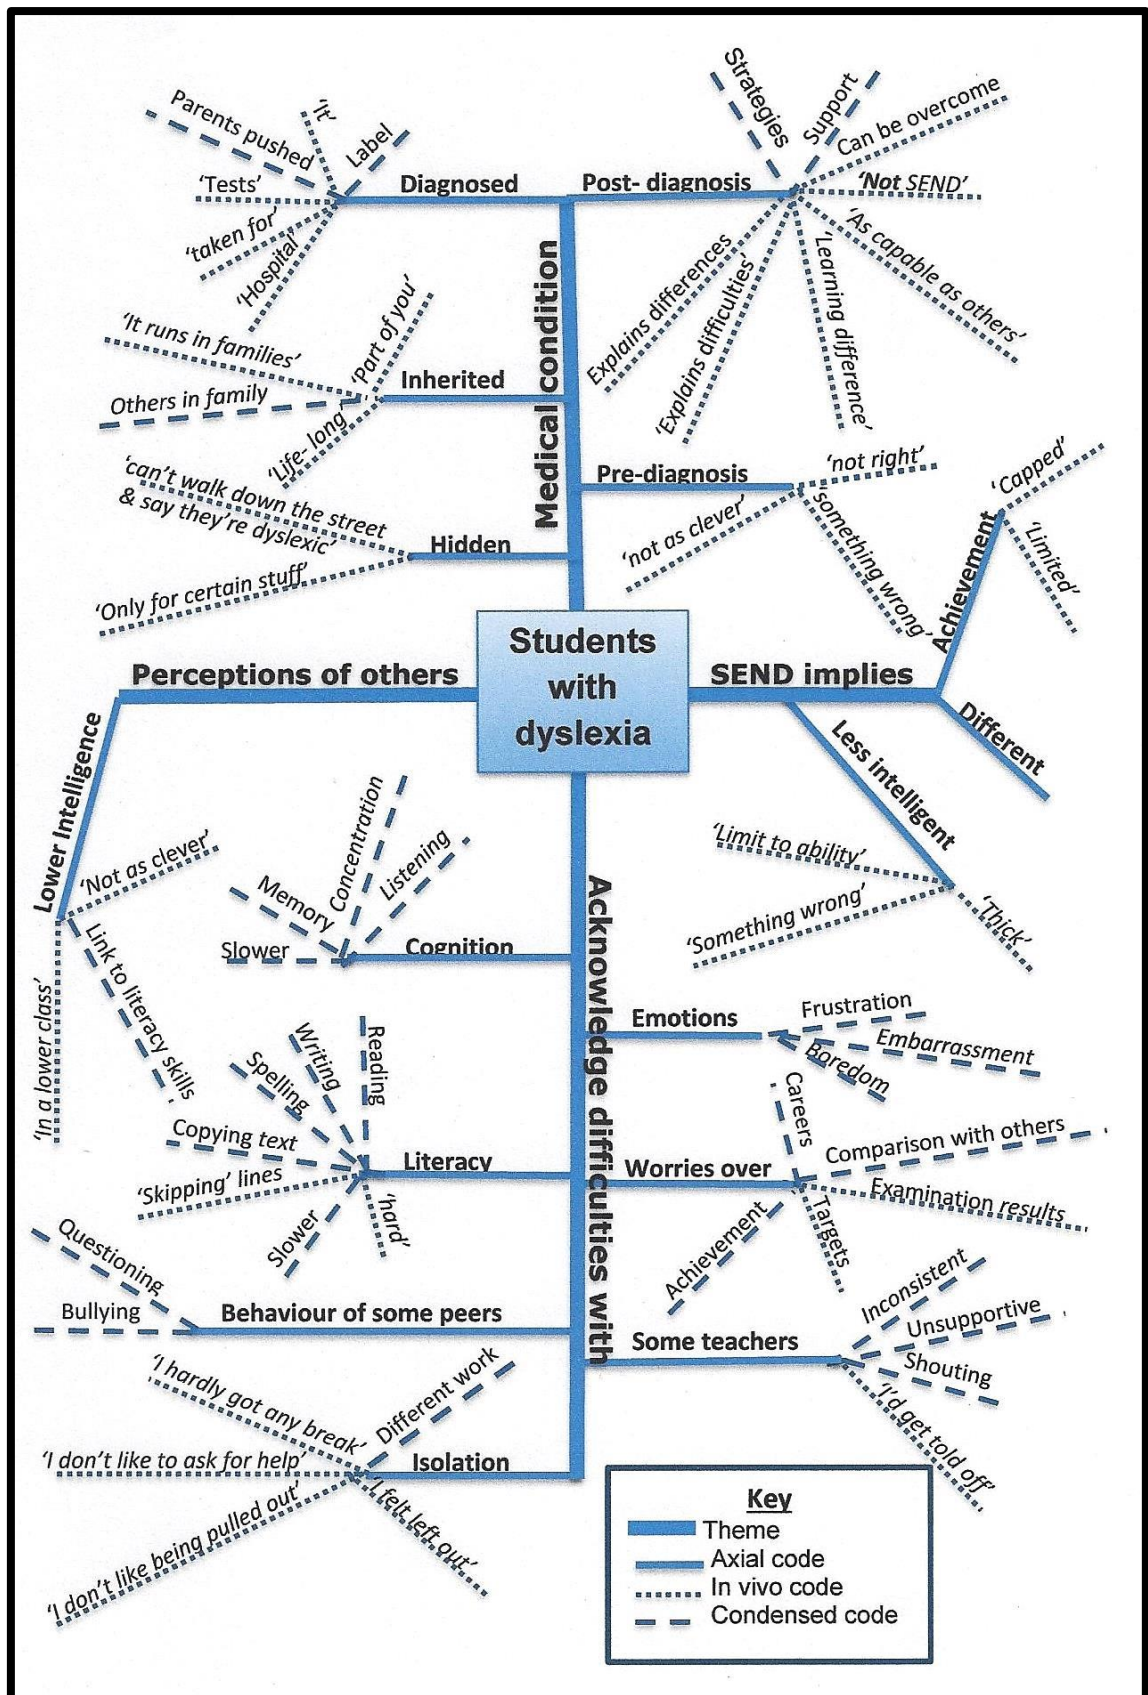 Parents pushed
'It'
Label
'Tests'
'taken for'
'Hospital'
Diagnosed
Strategies
Support
Can be overcome
'Not SEND'
'As capable as others'
'Learning difference'
'Explains difficulties'
Explains differences
Post- diagnosis
Medical condition
'It runs in families'
'Part of you'
Others in family
'Life- long'
Inherited
'can't walk down the street
& say they're dyslexic'
'Only for certain stuff'
Hidden
Pre-diagnosis
'not right'
'not as clever'
'something wrong'
Students
with
dyslexia
Perceptions of others
Lower Intelligence
'Not as clever'
Link to literacy skills
'In a lower class'
SEND implies
Achievement
'Capped'
'Limited'
Different
Less intelligent
'Limit to ability'
'Something wrong'
'Thick'
Acknowledge difficulties with
Concentration
Listening
Memory
Slower
Cognition
Emotions
Frustration
Embarrassment
Boredom
Reading
Writing
Spelling
Copying text
'Skipping' lines
Slower
'hard'
Literacy
Worries over
Careers
Comparison with others
Examination results
Targets
Achievement
Questioning
Bullying
Behaviour of some peers
Some teachers
Inconsistent
Unsupportive
Shouting
'I'd get told off'
'I hardly got any break'
Different work
'I don't like to ask for help'
'I don't like being pulled out'
'I felt left out'
Isolation
Key
Theme
Axial code
In vivo code
Condensed code